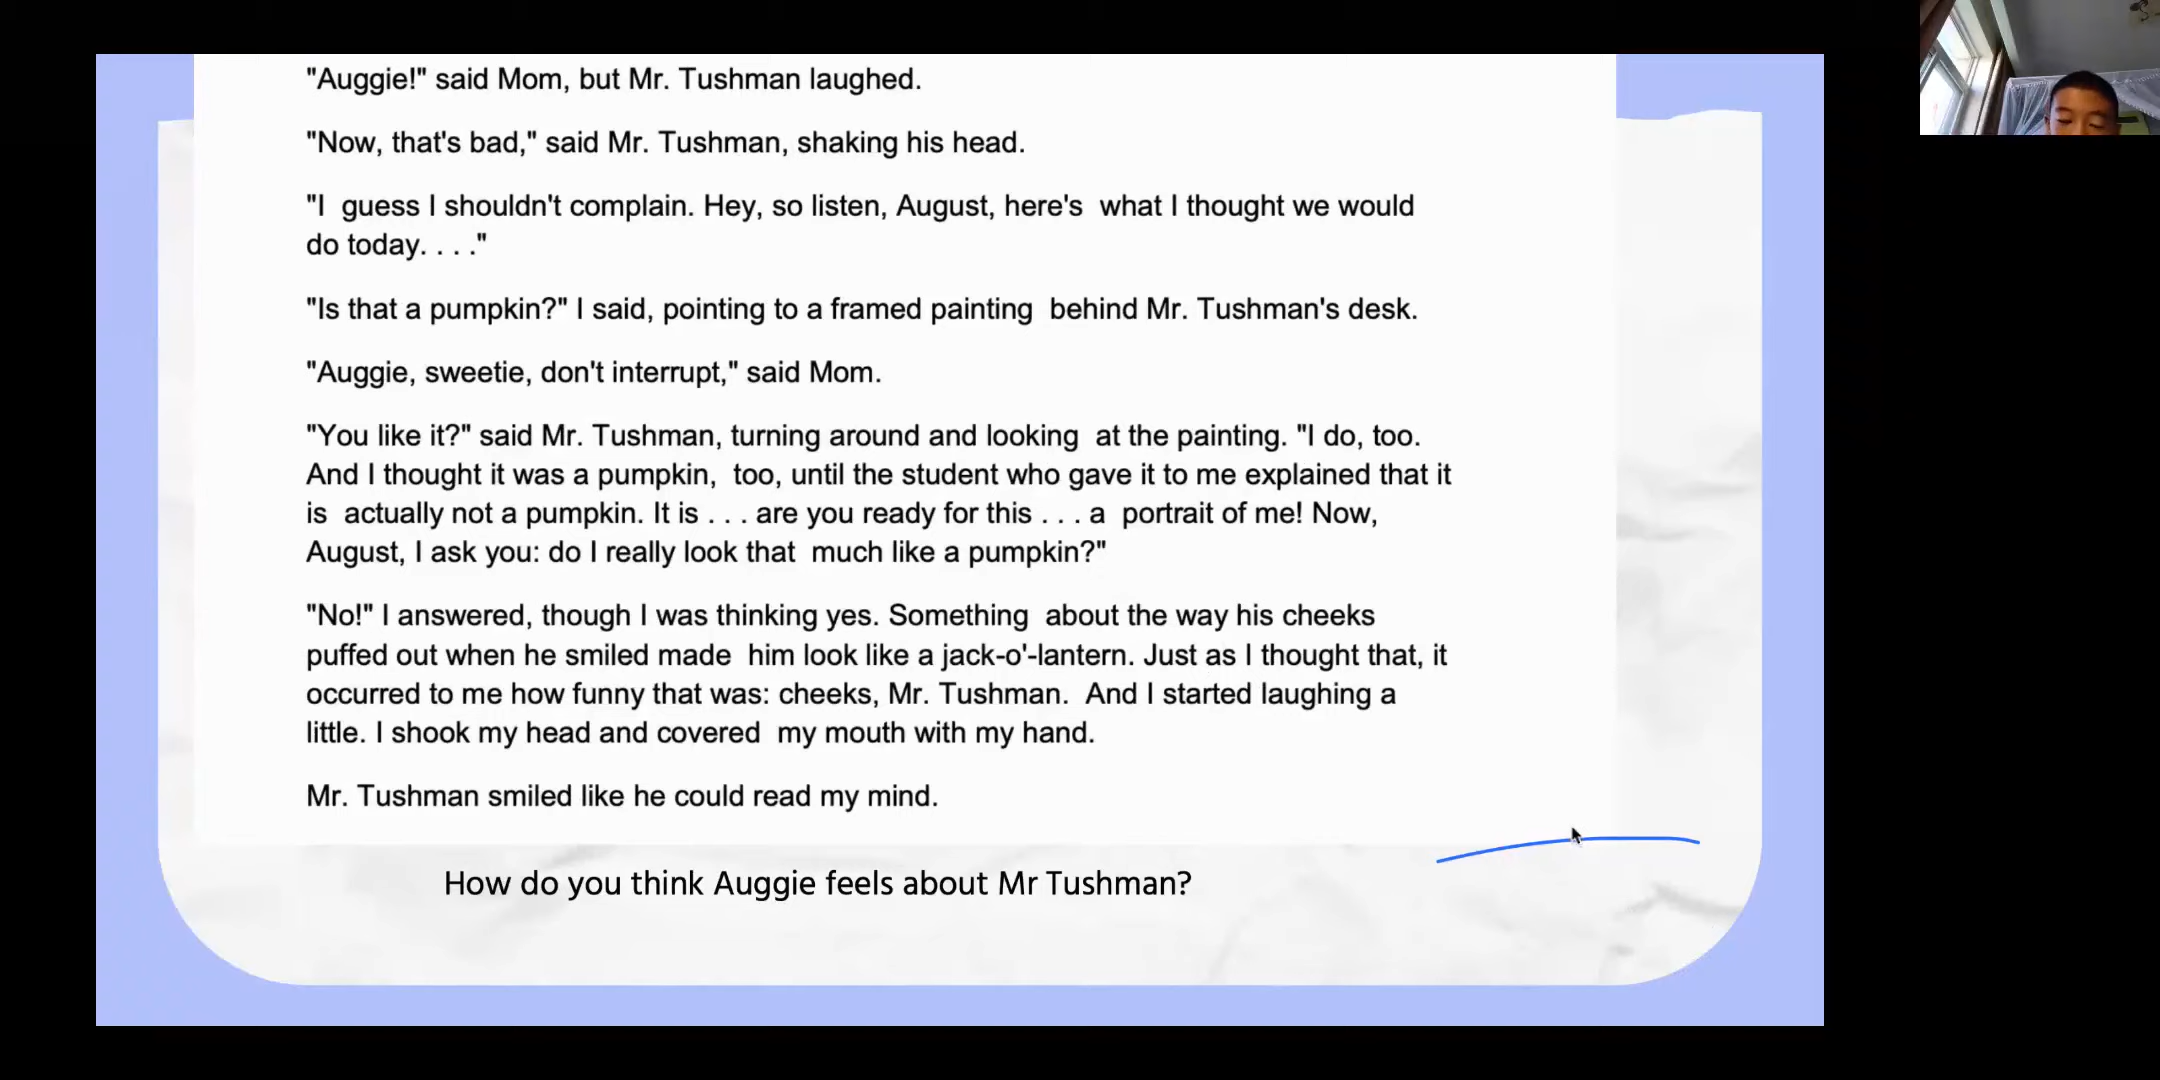 "Auggie!" said Mom, but Mr. Tushman laughed.
"Now, that's bad," said Mr. Tushman, shaking his head.
"I guess I shouldn't complain. Hey, so listen, August, here's what I thought we would
do today. . . ."
"Is that a pumpkin?" I said, pointing to a framed painting behind Mr. Tushman's desk.
"Auggie, sweetie, don't interrupt," said Mom.
"You like it?" said Mr. Tushman, turning around and looking at the painting. "I do, too.
And I thought it was a pumpkin, too, until the student who gave it to me explained that it
is actually not a pumpkin. It is . . . are you ready for this . . . a portrait of me! Now,
August, I ask you: do I really look that much like a pumpkin?"
"No!" I answered, though I was thinking yes. Something about the way his cheeks
puffed out when he smiled made him look like a jack-o'-lantern. Just as I thought that, it
occurred to me how funny that was: cheeks, Mr. Tushman. And I started laughing a
little. I shook my head and covered my mouth with my hand.
Mr. Tushman smiled like he could read my mind.
How do you think Auggie feels about Mr Tushman?